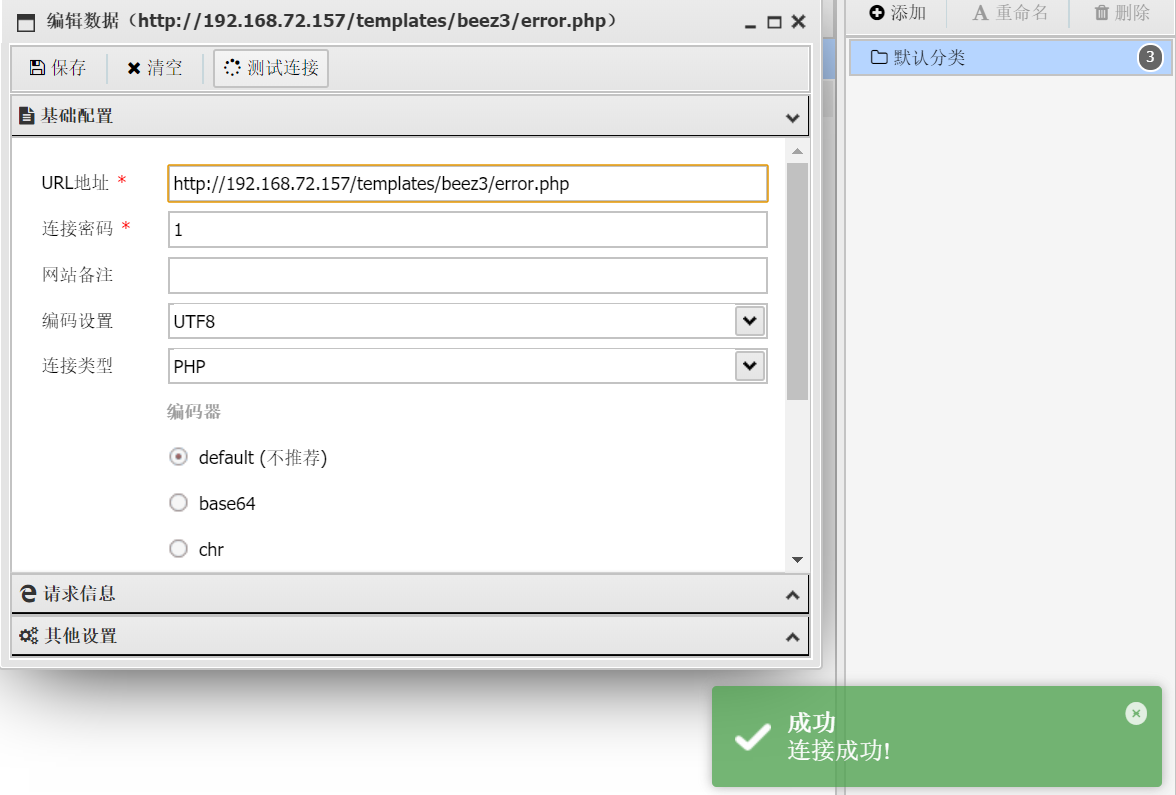 编辑数据（http://192.168.72.157/templates/beez3/error.php）
添加 重命名 删除
保存 清空 测试连接
默认分类 3
基础配置
URL地址 * http://192.168.72.157/templates/beez3/error.php
连接密码 * 1
网站备注
编码设置 UTF8
连接类型 PHP
编码器
default (不推荐)
base64
chr
请求信息
其他设置
成功
连接成功!